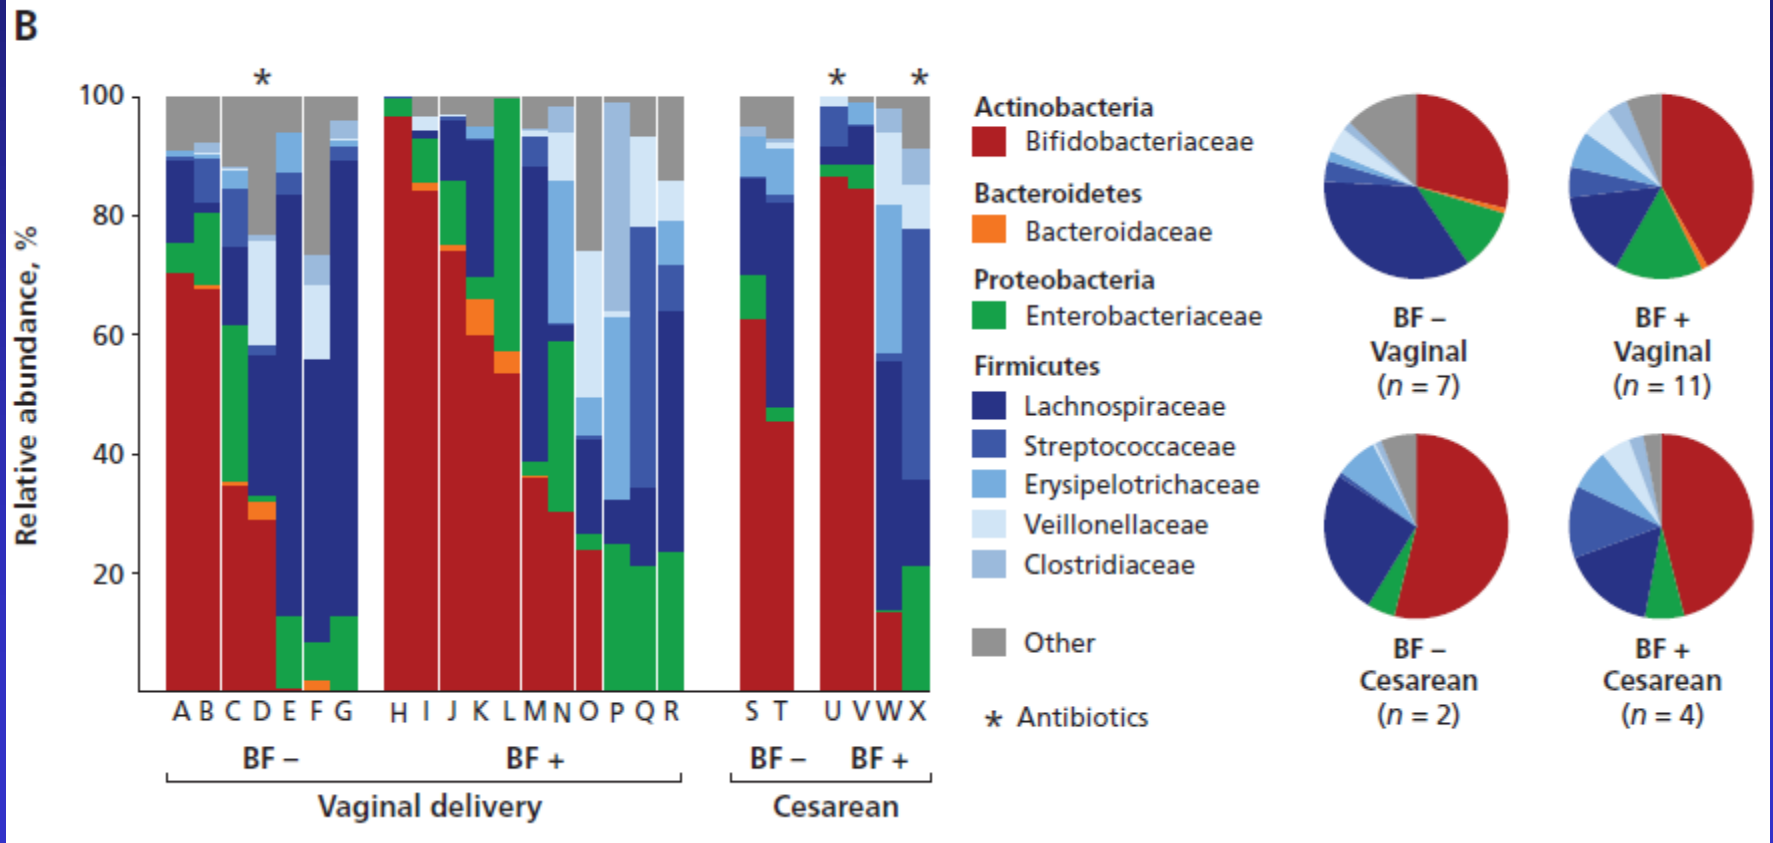 B
* * *
100
80
60
40
20
Relative abundance, %
A B C D E F G H I J K L M N O P Q R S T U V W X
BF – BF + BF – BF +
Vaginal delivery Cesarean
Actinobacteria
Bifidobacteriaceae
Bacteroidetes
Bacteroidaceae
Proteobacteria
Enterobacteriaceae
Firmicutes
Lachnospiraceae
Streptococcaceae
Erysipelotrichaceae
Veillonellaceae
Clostridiaceae
Other
* Antibiotics
BF –
Vaginal
(n = 7)
BF +
Vaginal
(n = 11)
BF –
Cesarean
(n = 2)
BF +
Cesarean
(n = 4)